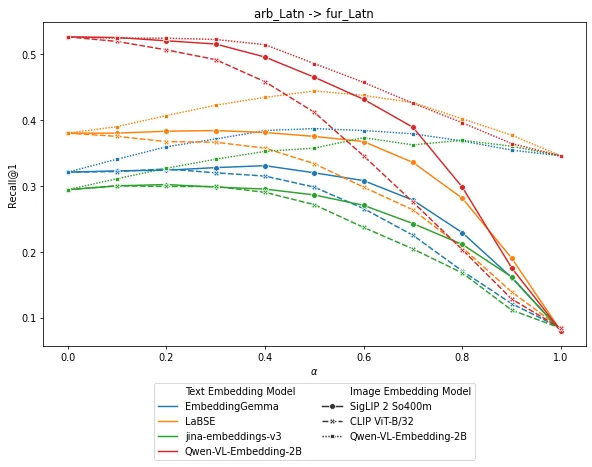 arb_Latn -> fur_Latn
Recall@1
0.5
0.4
0.3
0.2
0.1
0.0 0.2 0.4 0.6 0.8 1.0
α
Text Embedding Model Image Embedding Model
EmbeddingGemma SigLIP 2 So400m
LaBSE CLIP ViT-B/32
jina-embeddings-v3 Qwen-VL-Embedding-2B
Qwen-VL-Embedding-2B